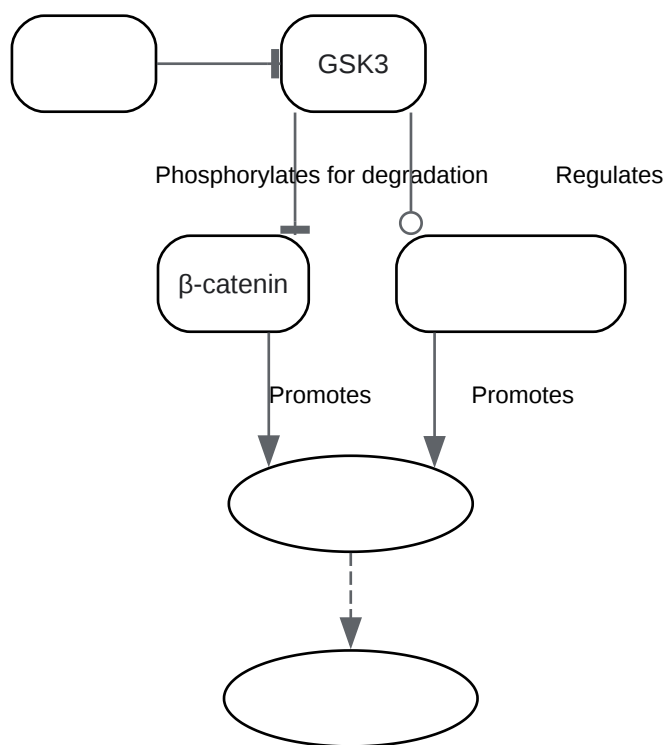 GSK3
Phosphorylates for degradation
Regulates
β-catenin
Promotes
Promotes